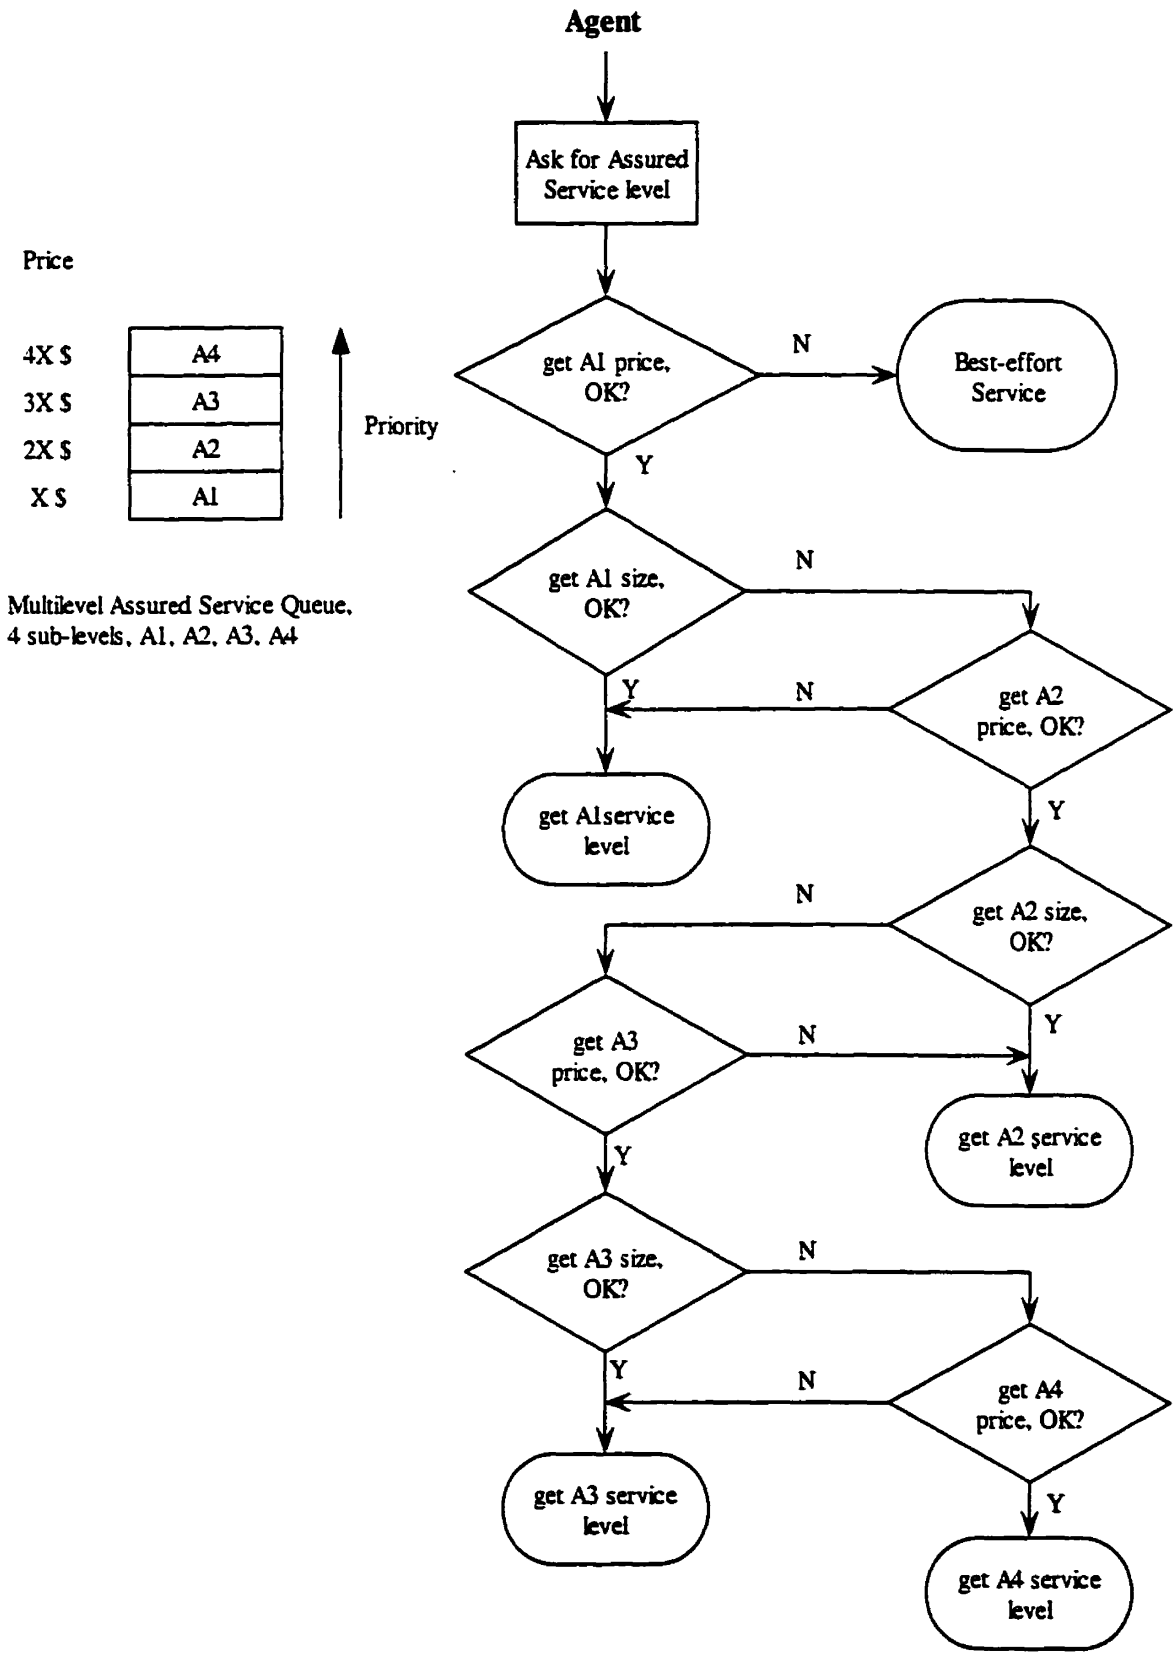 Agent
Ask for Assured
Service level
Price
4X $
3X $
2X $
X $
A4
A3
A2
A1
Priority
Multilevel Assured Service Queue,
4 sub-levels, A1, A2, A3, A4
get A1 price,
OK?
N
Best-effort
Service
Y
get A1 size,
OK?
N
Y
N
get A2
price, OK?
Y
get A1service
level
N
get A2 size,
OK?
Y
get A3
price, OK?
N
get A2 service
level
Y
get A3 size,
OK?
N
Y
N
get A4
price, OK?
Y
get A3 service
level
get A4 service
level